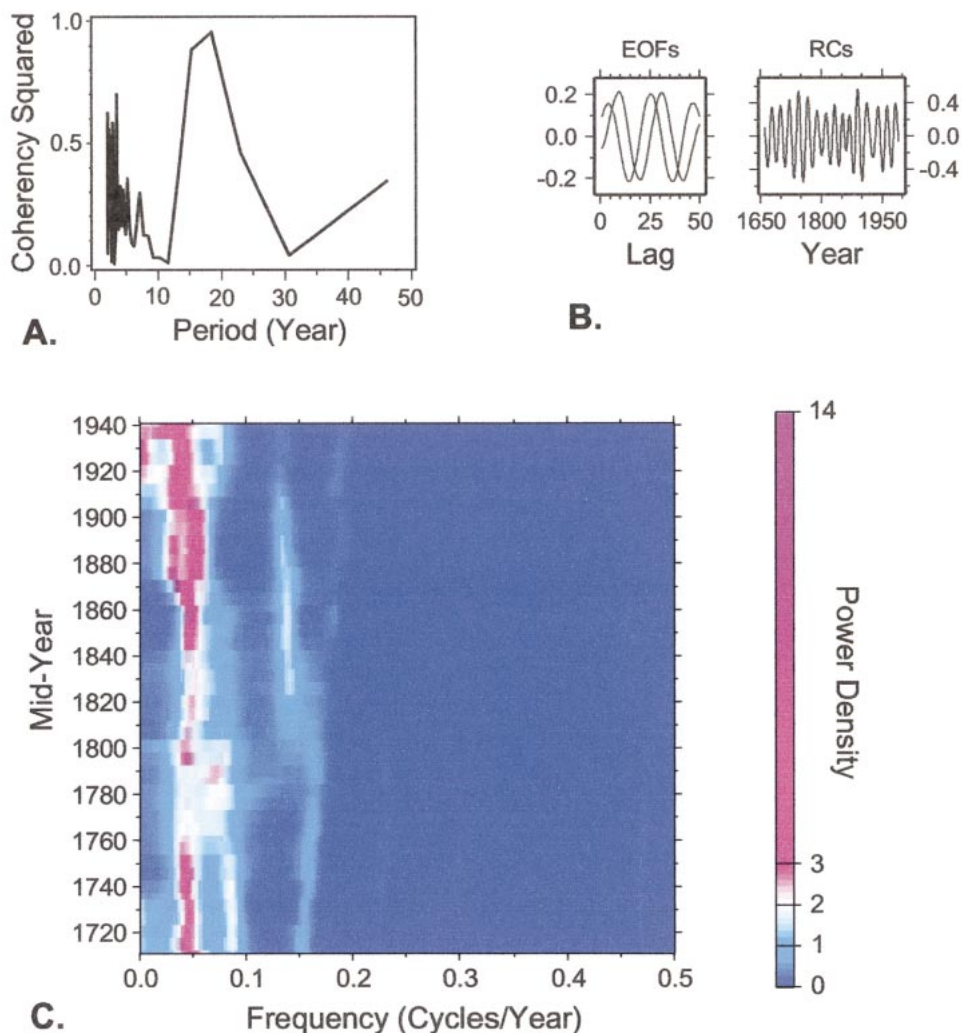 1.0
0.5
0.0
Coherency Squared
0 10 20 30 40 50
Period (Year)
A.
EOFs
0.2
0.0
-0.2
0 25 50
Lag
RCs
0.4
0.0
-0.4
1650 1800 1950
Year
B.
1940
1920
1900
1880
1860
1840
1820
1800
1780
1760
1740
1720
Mid-Year
0.0 0.1 0.2 0.3 0.4 0.5
Frequency (Cycles/Year)
C.
14
3
2
1
0
Power Density